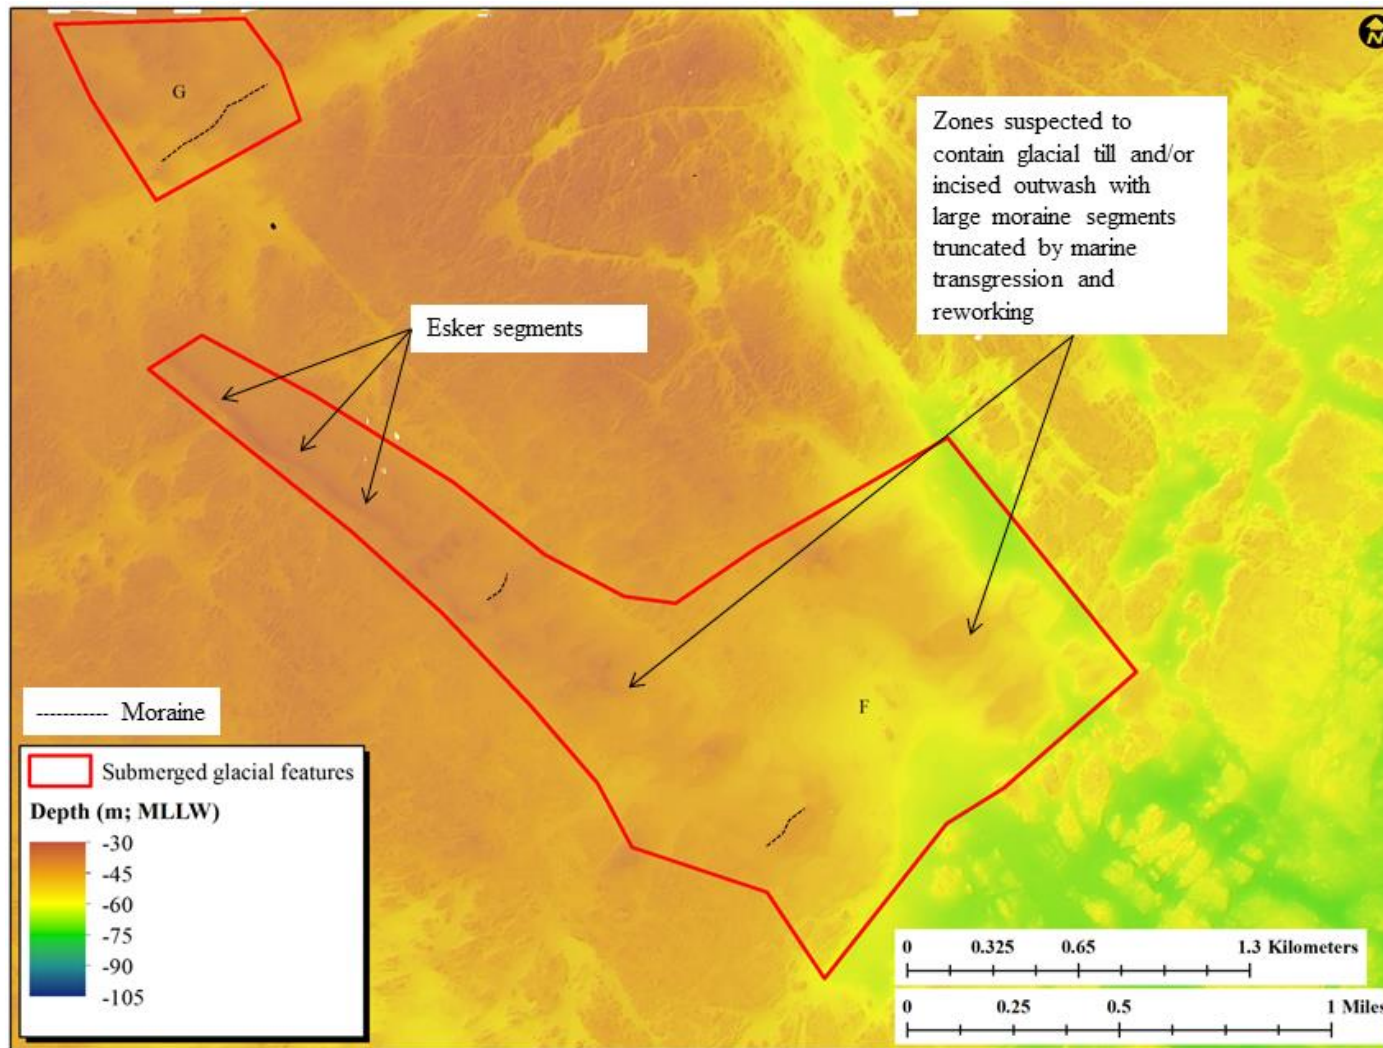 N
G
Zones suspected to
contain glacial till and/or
incised outwash with
large moraine segments
truncated by marine
transgression and
reworking
Esker segments
F
Moraine
Submerged glacial features
Depth (m; MLLW)
-30
-45
-60
-75
-90
-105
0 0.325 0.65 1.3 Kilometers
0 0.25 0.5 1 Miles